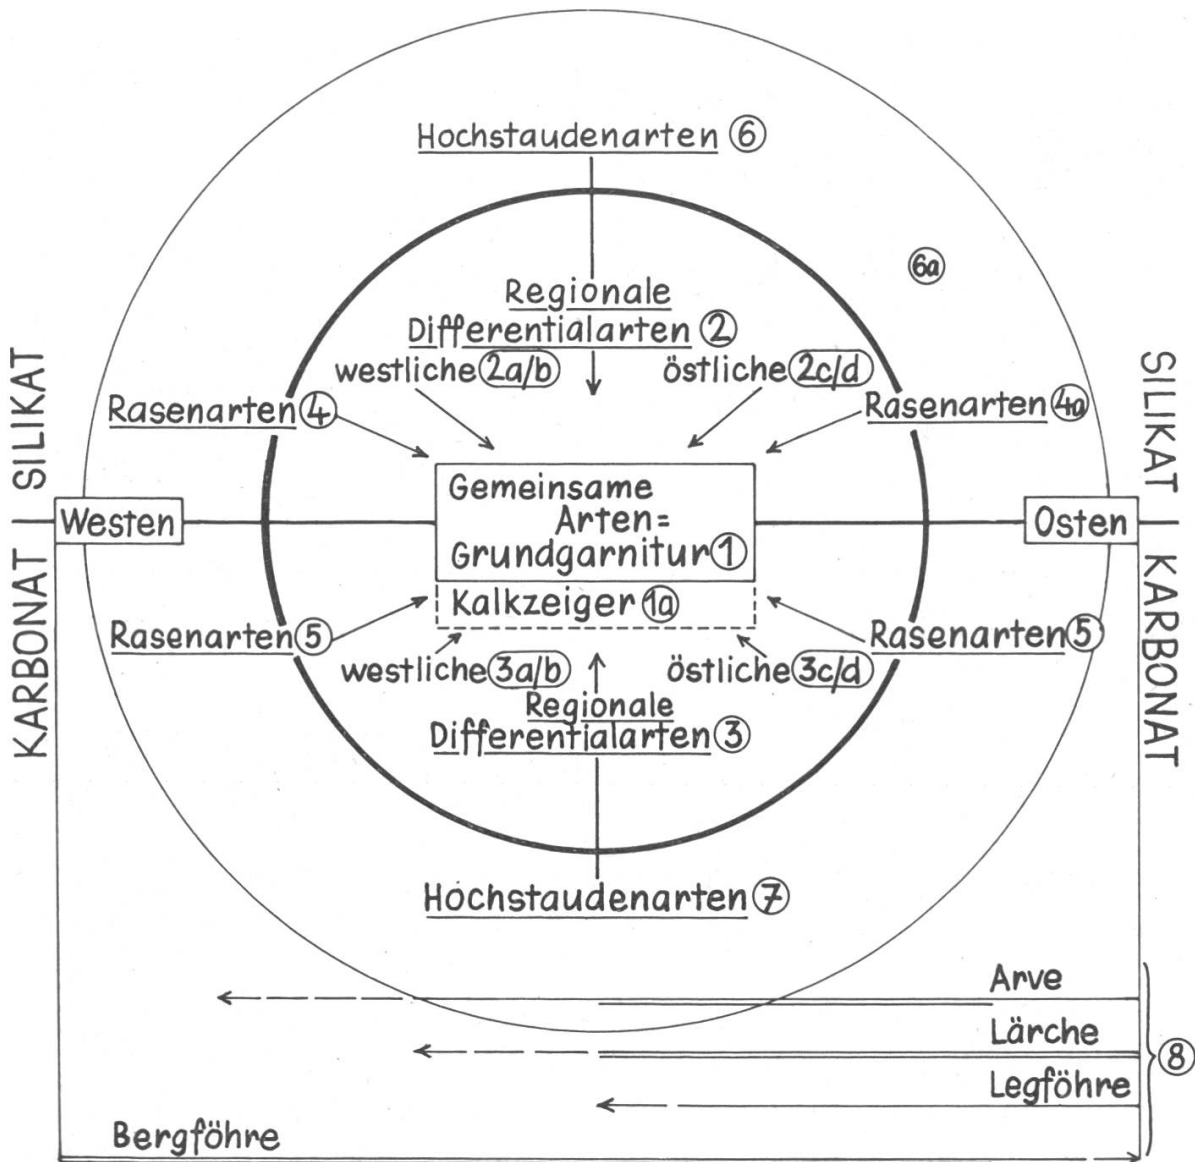 Hochstaudenarten 6
6a
Regionale
Differentialarten 2
westliche 2a/b
östliche 2c/d
Rasenarten 4
Rasenarten 4a
SILIKAT
SILIKAT
Gemeinsame
Arten=
Grundgarnitur 1
Westen
Osten
Kalkzeiger 1a
KARBONAT
KARBONAT
Rasenarten 5
Rasenarten 5
westliche 3a/b
östliche 3c/d
Regionale
Differentialarten 3
Hochstaudenarten 7
Arve
Lärche
8
Legföhre
Bergföhre